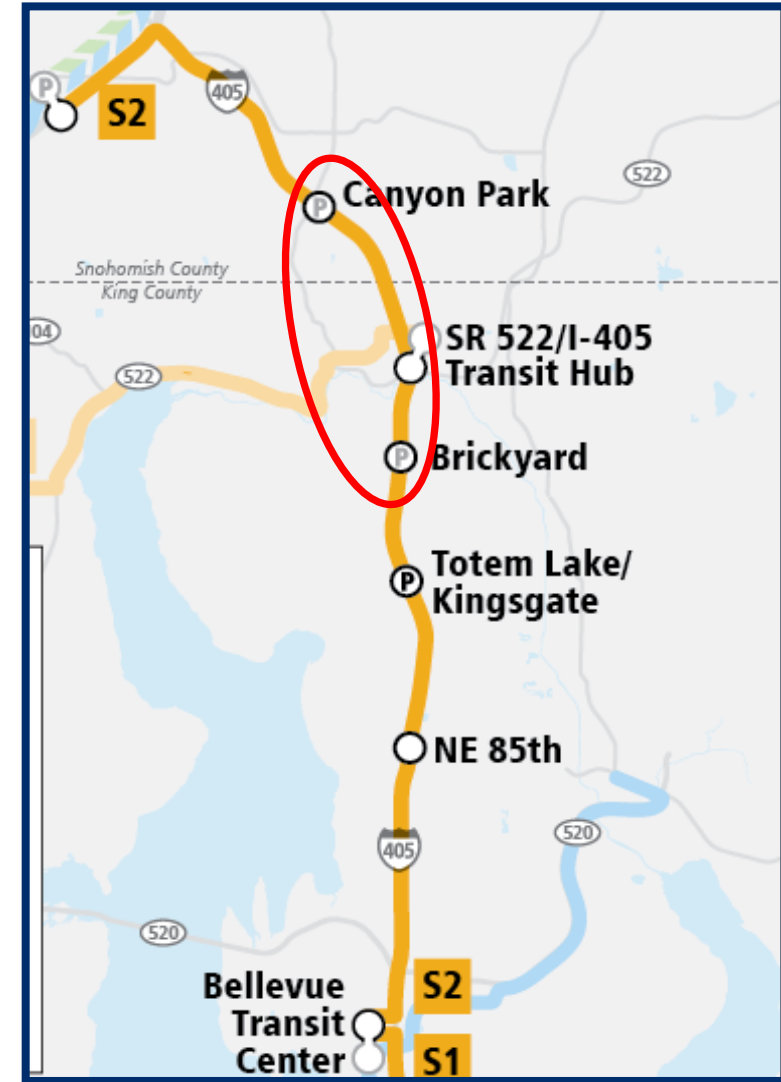 P
S2
405
522
P
Canyon Park
Snohomish County
King County
04
SR 522/I-405
Transit Hub
522
P
Brickyard
P
Totem Lake/
Kingsgate
NE 85th
520
405
520
Bellevue
Transit
Center
S2
S1